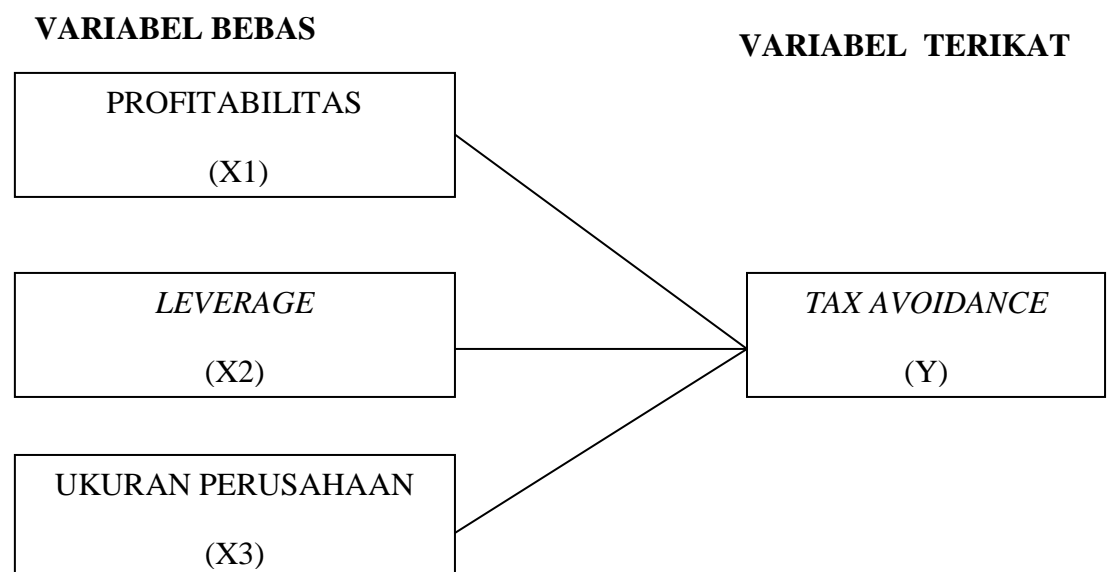 VARIABEL BEBAS
VARIABEL TERIKAT
PROFITABILITAS
(X1)
LEVERAGE
(X2)
TAX AVOIDANCE
(Y)
UKURAN PERUSAHAAN
(X3)